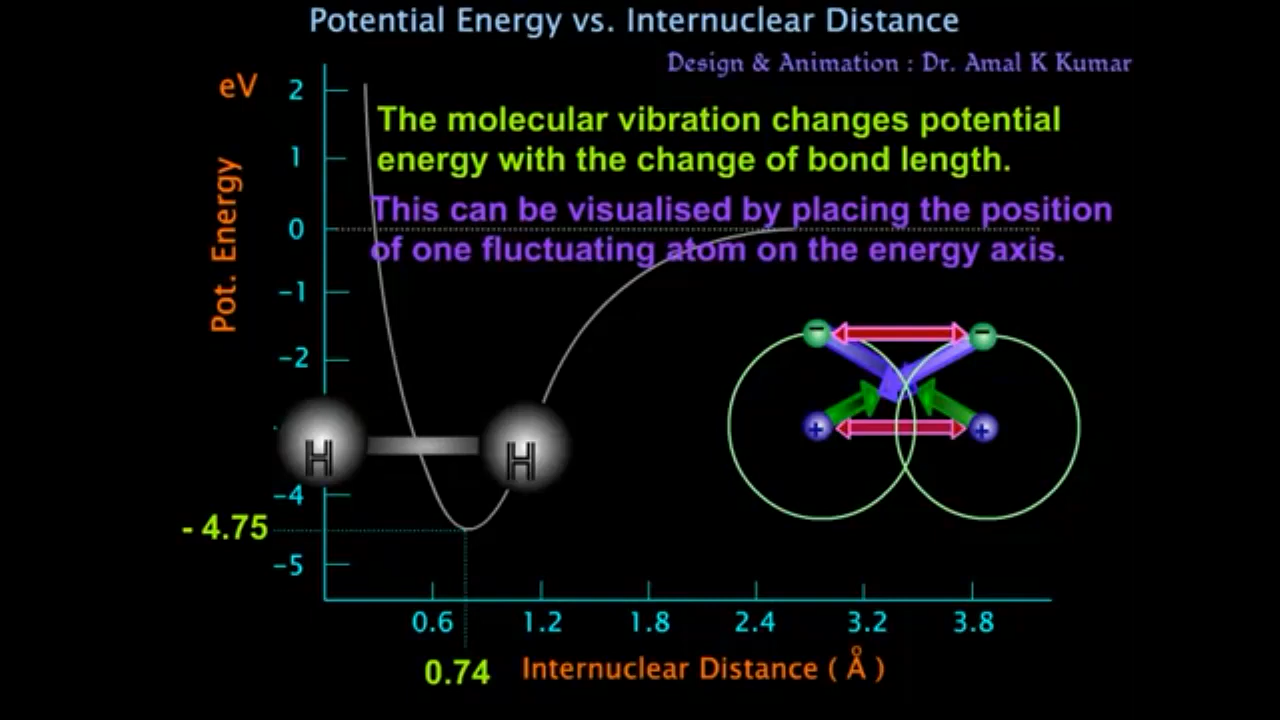 Potential Energy vs. Internuclear Distance
Design & Animation : Dr. Amal K Kumar
eV
Pot. Energy
2
1
0
-1
-2
-4
-5
- 4.75
The molecular vibration changes potential
energy with the change of bond length.
This can be visualised by placing the position
of one fluctuating atom on the energy axis.
H H
− −
+ +
0.6 1.2 1.8 2.4 3.2 3.8
0.74
Internuclear Distance ( Å )